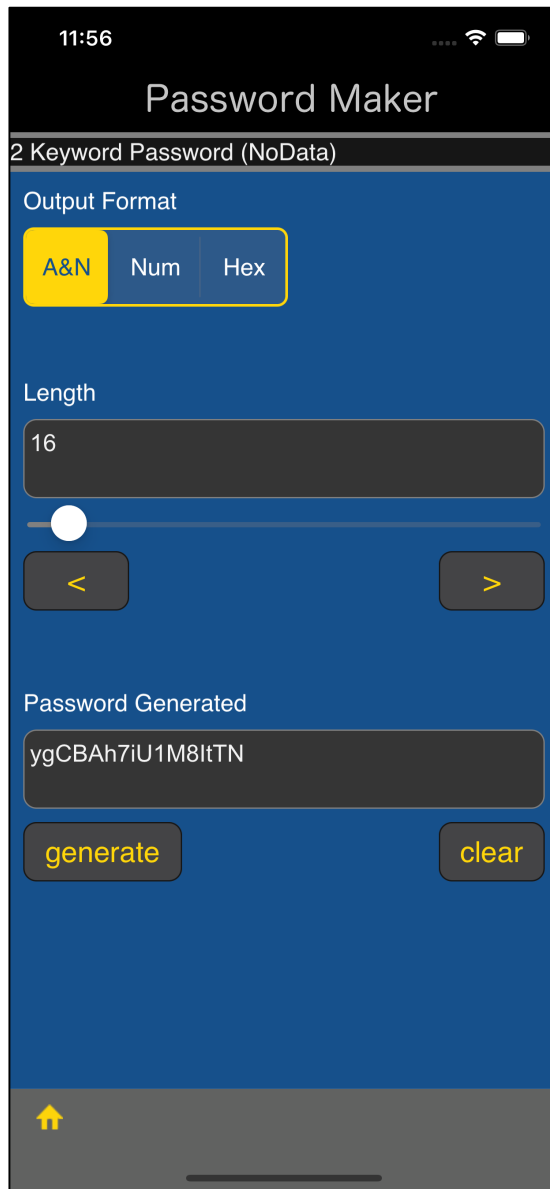 11:56
Password Maker
2 Keyword Password (NoData)
Output Format
A&N Num Hex
Length
16
< >
Password Generated
ygCBAh7iU1M8ItTN
generate clear